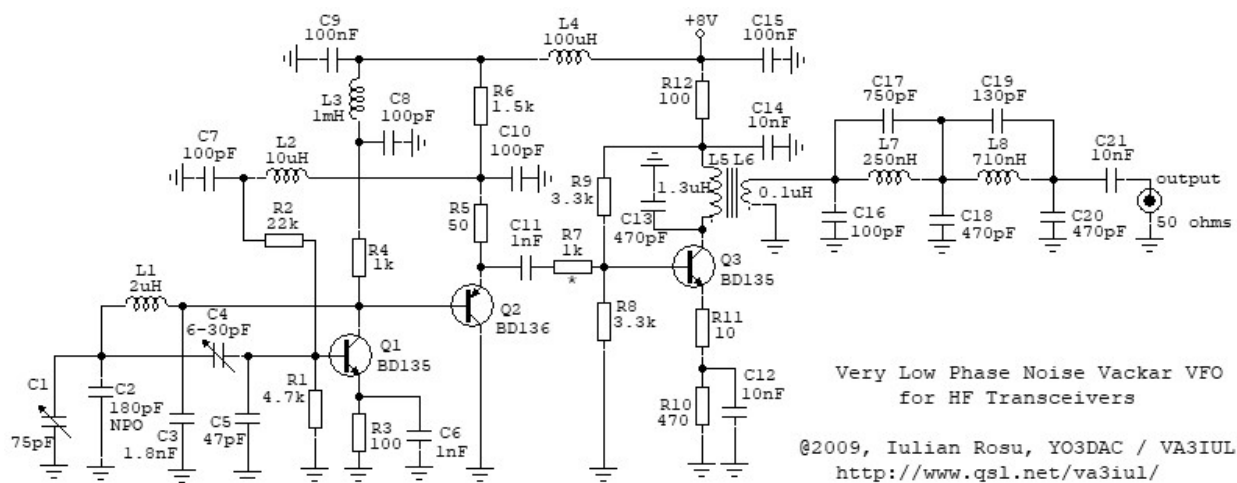 C9
100nF
L4
100uH
+8V
C15
100nF
L3
1mH
C8
100pF
R6
1.5k
R12
100
C14
10nF
C17
750pF
C19
130pF
C7
100pF
L2
10uH
C10
100pF
L5 L6
1.3uH
0.1uH
L7
250nH
L8
710nH
C21
10nF
output
50 ohms
R2
22k
R5
50
C11
1nF
R7
1k
*
R9
3.3k
C13
470pF
C16
100pF
C18
470pF
C20
470pF
R4
1k
Q3
BD135
L1
2uH
C4
6-30pF
Q2
BD136
R8
3.3k
R11
10
Q1
BD135
C1
75pF
C2
180pF
NPO
C3
1.8nF
C5
47pF
R1
4.7k
R3
100
C6
1nF
R10
470
C12
10nF
Very Low Phase Noise Vackar VFO
for HF Transceivers
@2009, Iulian Rosu, YO3DAC / VA3IUL
http://www.qsl.net/va3iul/